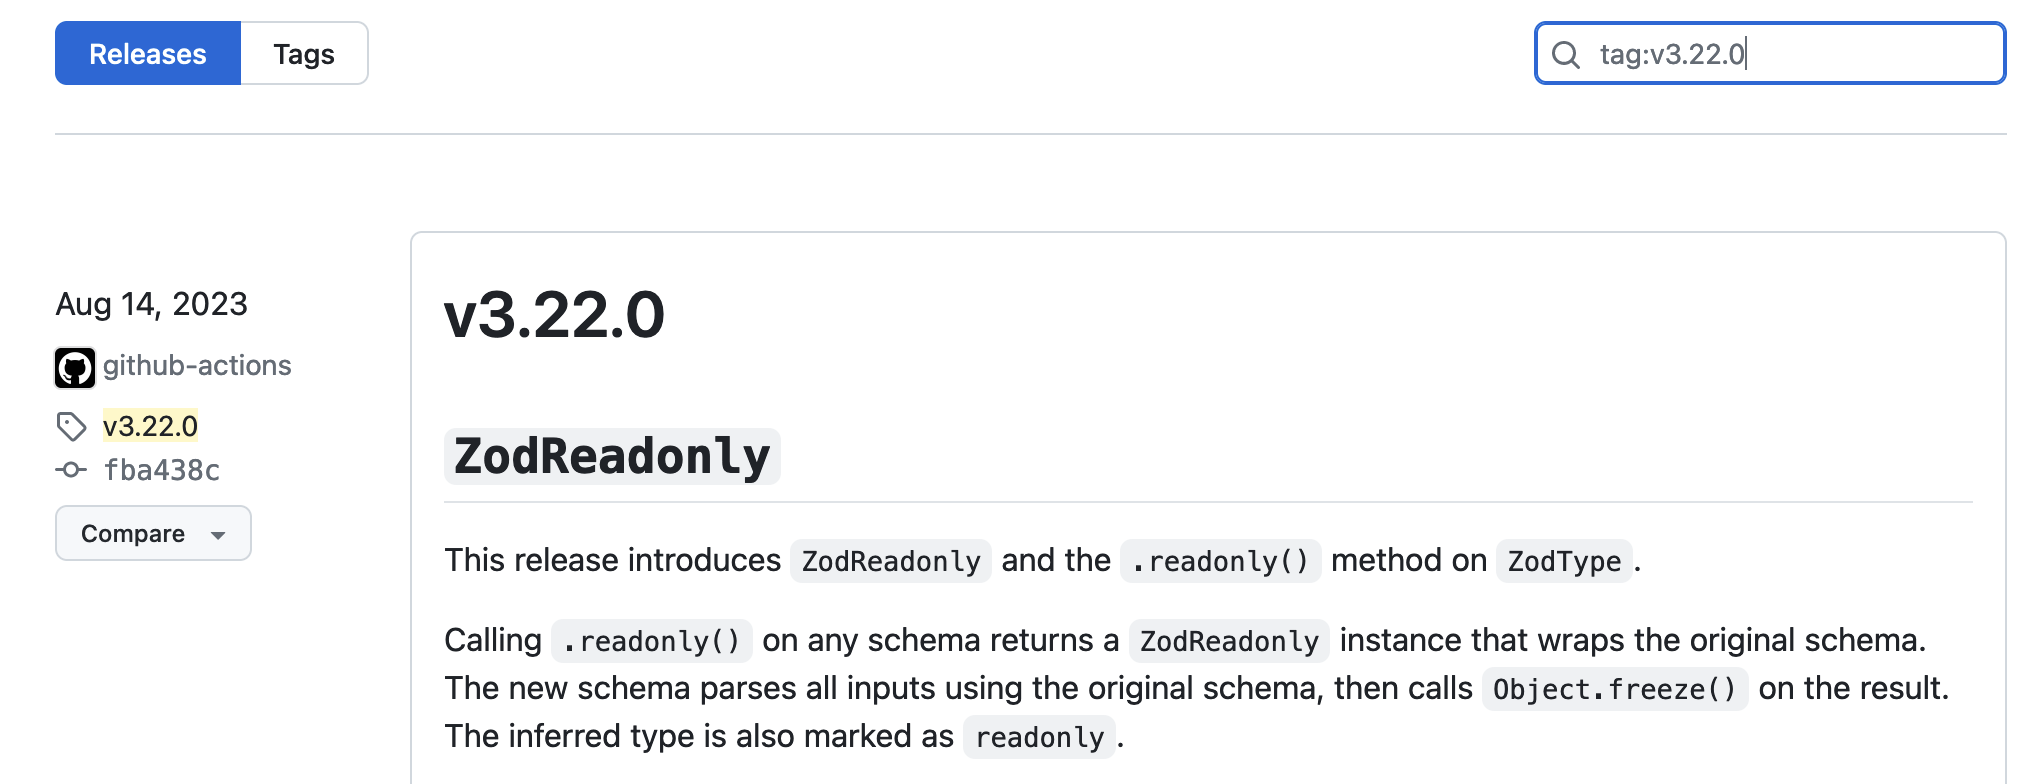 Releases
Tags
tag:v3.22.0
Aug 14, 2023
github-actions
v3.22.0
fba438c
Compare
v3.22.0
ZodReadonly
This release introduces ZodReadonly and the .readonly() method on ZodType.
Calling .readonly() on any schema returns a ZodReadonly instance that wraps the original schema.
The new schema parses all inputs using the original schema, then calls Object.freeze() on the result.
The inferred type is also marked as readonly.